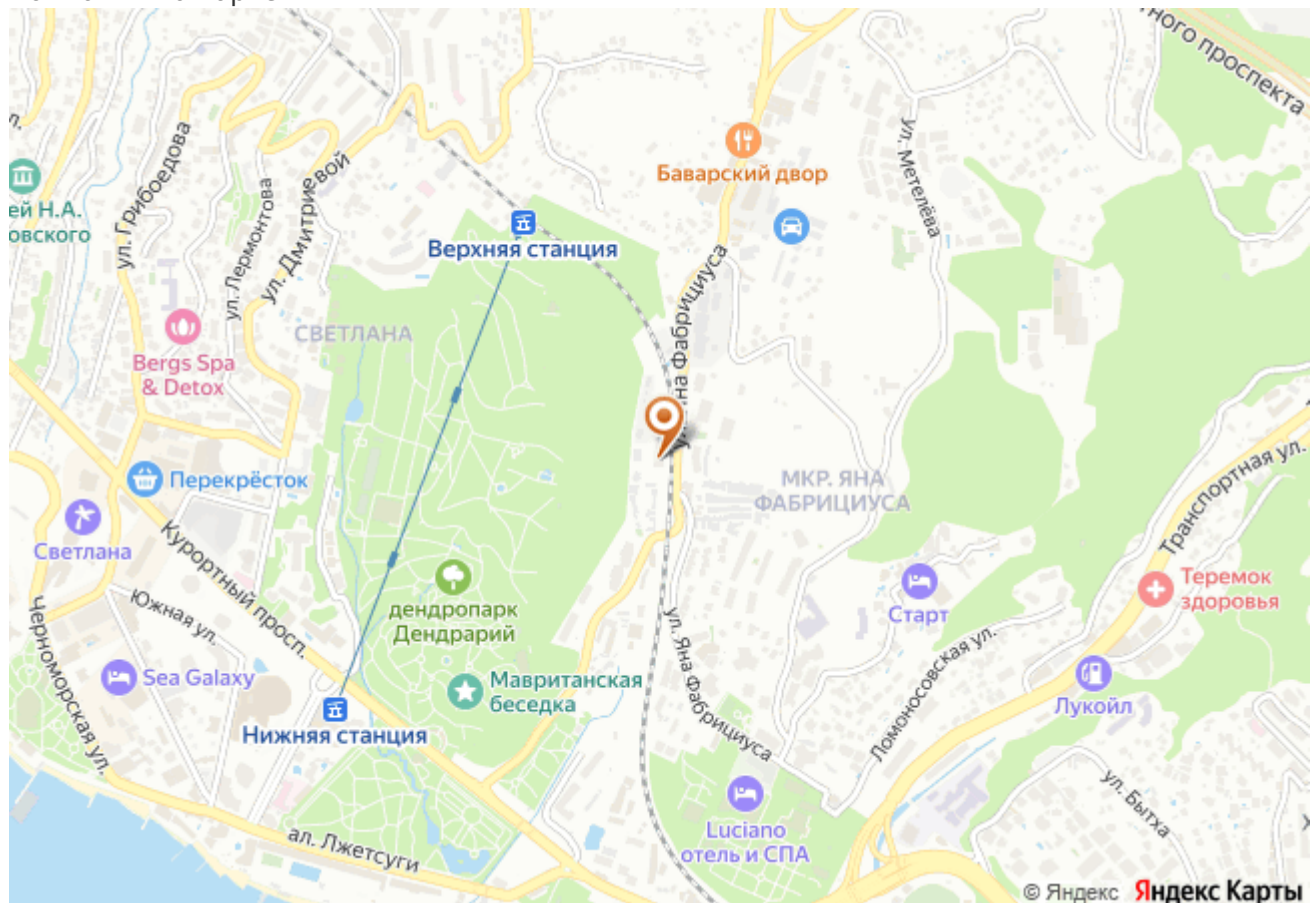 тного проспекта
ул. Грибоедова
ул. Лермонтова
ул. Дмитриевой
ул. Метелёва
Баварский двор
ей Н.А.
овского
Верхняя станция
на Фабрициуса
СВЕТЛАНА
Bergs Spa
& Detox
Перекрёсток
МКР. ЯНА
ФАБРИЦИУСА
Транспортная ул.
Светлана
Курортный просп.
Южная ул.
дендропарк
Дендрарий
Старт
Теремок
здоровья
Черноморская ул.
Sea Galaxy
Мавританская
беседка
ул. Яна Фабрициуса
Ломоносовская ул.
Лукойл
Нижняя станция
ул. Бытха
ал. Лжетсуги
Luciano
отель и СПА
© Яндекс Яндекс Карты